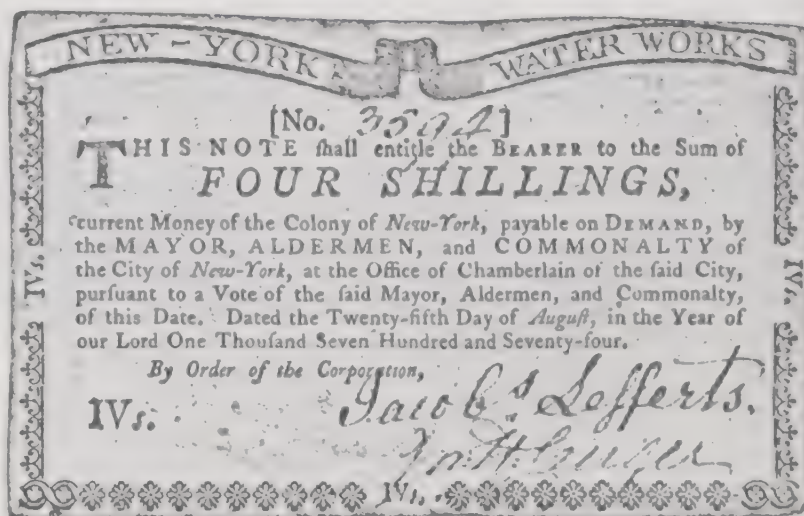 NEW-YORK WATER WORKS
[No. 3594]
THIS NOTE ſhall entitle the BEARER to the Sum of
FOUR SHILLINGS,
current Money of the Colony of New-York, payable on DEMAND, by
the MAYOR, ALDERMEN, and COMMONALTY of
the City of New-York, at the Office of Chamberlain of the ſaid City,
purſuant to a Vote of the ſaid Mayor, Aldermen, and Commonalty,
of this Date. Dated the Twenty-fifth Day of Auguſt, in the Year of
our Lord One Thouſand Seven Hundred and Seventy-four.
By Order of the Corporation,
IVs.
Jacobs Lefferts.
Cruger
IVs.
IVs.
IVs.